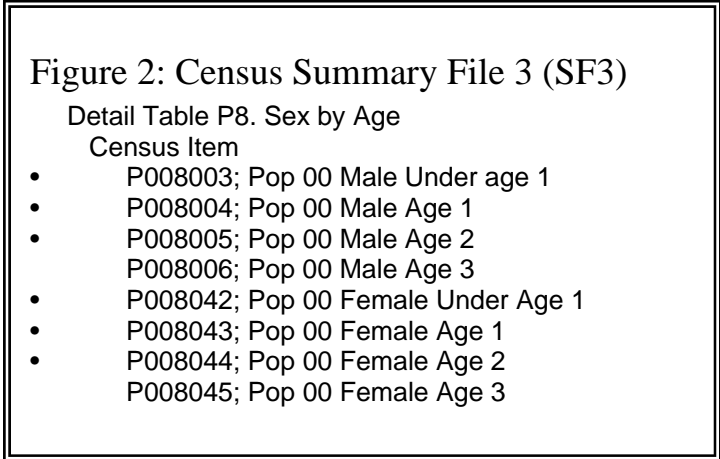 Figure 2: Census Summary File 3 (SF3)
Detail Table P8. Sex by Age
Census Item
• P008003; Pop 00 Male Under age 1
• P008004; Pop 00 Male Age 1
• P008005; Pop 00 Male Age 2
P008006; Pop 00 Male Age 3
• P008042; Pop 00 Female Under Age 1
• P008043; Pop 00 Female Age 1
• P008044; Pop 00 Female Age 2
P008045; Pop 00 Female Age 3